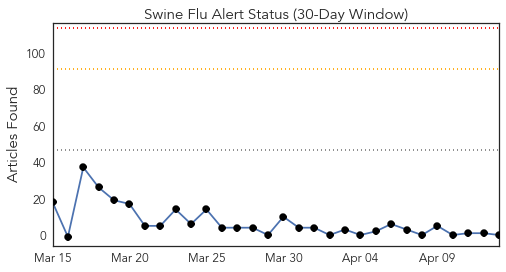 Swine Flu Alert Status (30-Day Window)
Articles Found
100
80
60
40
20
0
Mar 15
Mar 20
Mar 25
Mar 30
Apr 04
Apr 09